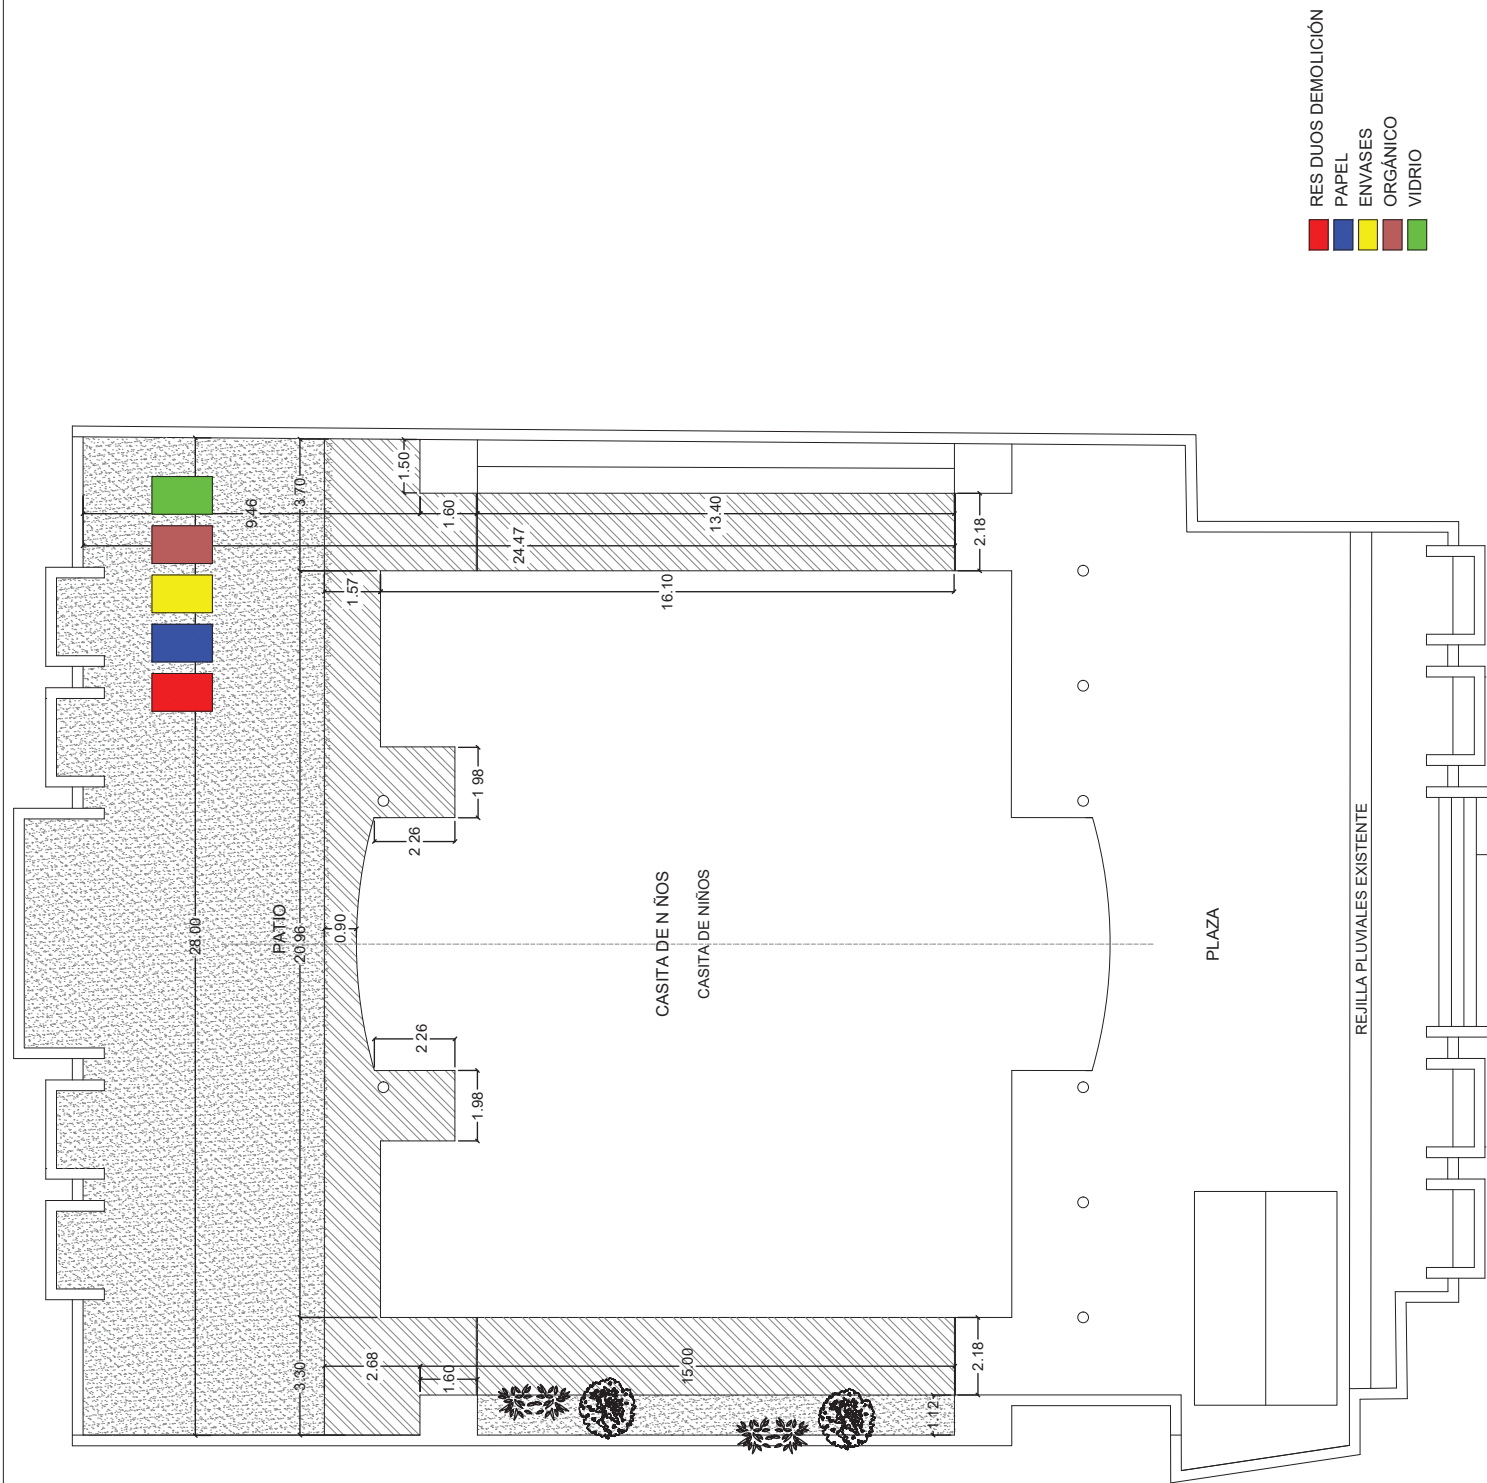 RES DUOS DEMOLICIÓN
PAPEL
ENVASES
ORGÁNICO
VIDRIO
28.00
PATIO
20.96
3.70
3.30
9.46
1.50
1.60
24.47
13.40
2.18
1.57
16.10
0.90
1 98
2 26
2 26
1.98
CASITA DE N ÑOS
CASITA DE NIÑOS
2.68
1.60
15.00
2.18
1.12
PLAZA
REJILLA PLUVIALES EXISTENTE